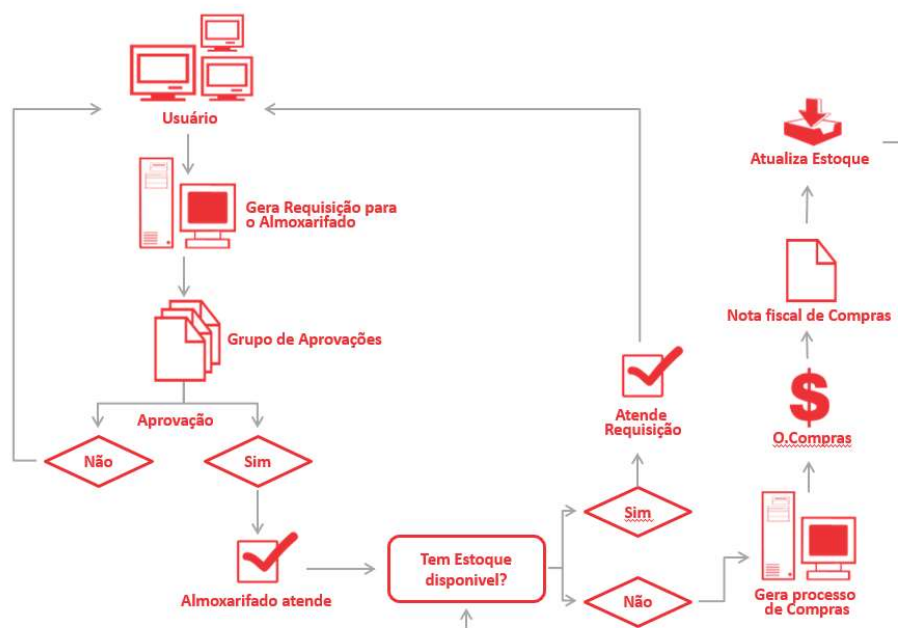 Usuário
Gera Requisição para
o Almoxarifado
Grupo de Aprovações
Aprovação
Não
Sim
Almoxarifado atende
Tem Estoque
disponivel?
Sim
Não
Atende
Requisição
Gera processo
de Compras
$
O.Compras
Nota fiscal de Compras
Atualiza Estoque